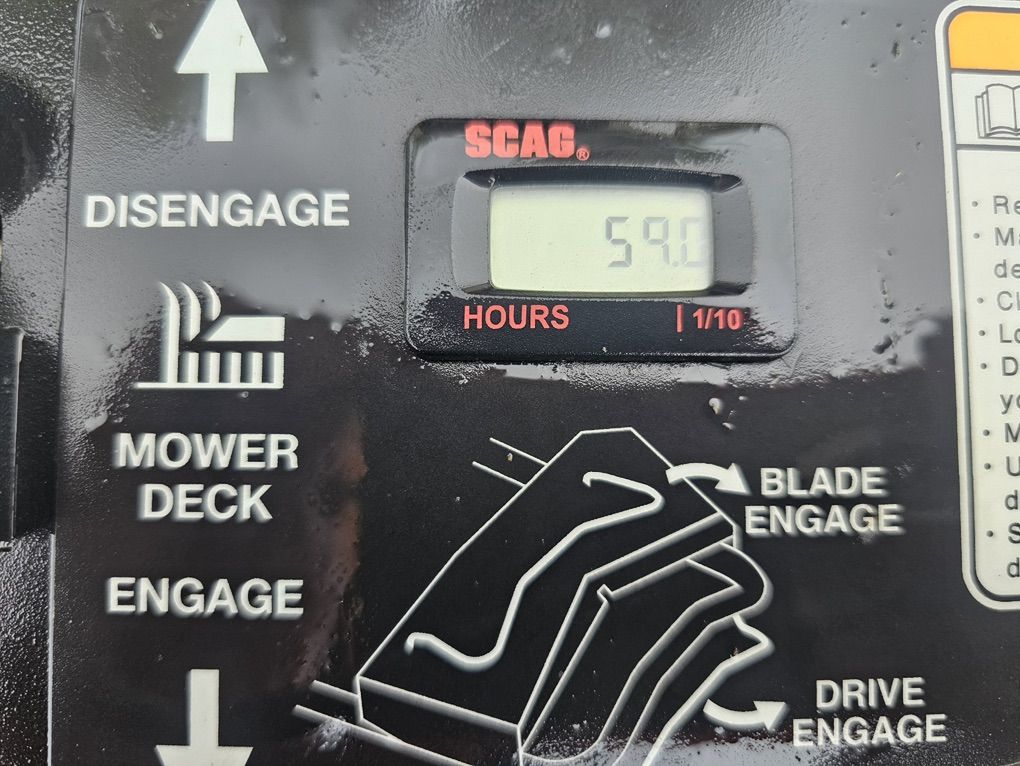 SCAG®
59.0
HOURS | 1/10
DISENGAGE
MOWER
DECK
ENGAGE
BLADE
ENGAGE
DRIVE
ENGAGE